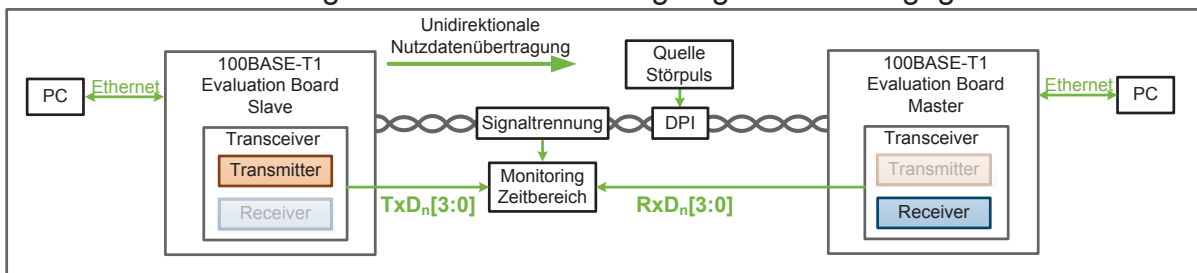 Unidirektionale
Nutzdatenübertragung
Quelle
Störpuls
100BASE-T1
Evaluation Board
Slave
100BASE-T1
Evaluation Board
Master
PC
Ethernet
Ethernet
PC
Signaltrennung
DPI
Transceiver
Transmitter
Receiver
Monitoring
Zeitbereich
Transceiver
Transmitter
Receiver
TxDn[3:0]
RxDn[3:0]